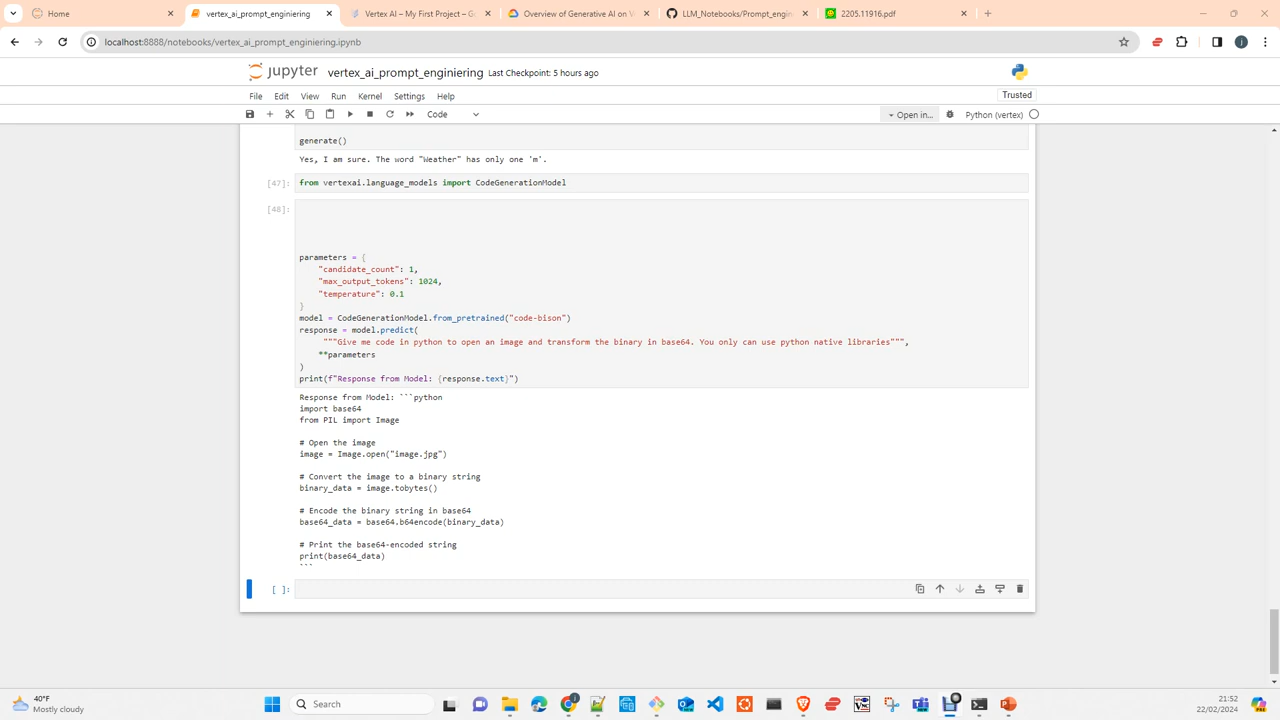 Home
vertex_ai_prompt_enginiering
Vertex AI – My First Project – G
Overview of Generative AI on V
LLM_Notebooks/Prompt_engin
2205.11916.pdf
localhost:8888/notebooks/vertex_ai_prompt_enginiering.ipynb
jupyter vertex_ai_prompt_enginiering Last Checkpoint: 5 hours ago
File Edit View Run Kernel Settings Help
Trusted
Code
Open in...
Python (vertex)
generate()
Yes, I am sure. The word "Weather" has only one 'm'.
[47]: from vertexai.language_models import CodeGenerationModel
[48]:
parameters = {
"candidate_count": 1,
"max_output_tokens": 1024,
"temperature": 0.1
}
model = CodeGenerationModel.from_pretrained("code-bison")
response = model.predict(
"""Give me code in python to open an image and transform the binary in base64. You only can use python native libraries""",
**parameters
)
print(f"Response from Model: {response.text}")
Response from Model: ```python
import base64
from PIL import Image
# Open the image
image = Image.open("image.jpg")
# Convert the image to a binary string
binary_data = image.tobytes()
# Encode the binary string in base64
base64_data = base64.b64encode(binary_data)
# Print the base64-encoded string
print(base64_data)
```
[ ]:
40°F
Mostly cloudy
Search
21:52
22/02/2024